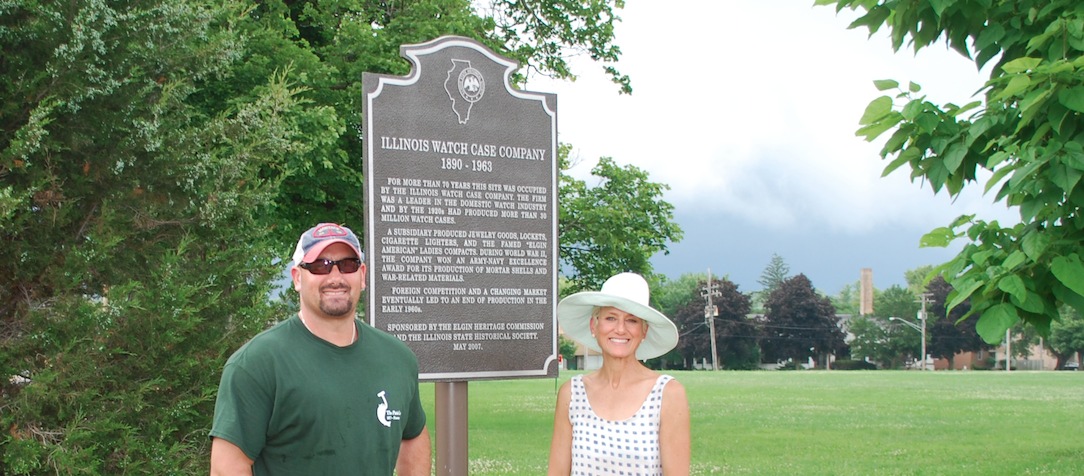 ILLINOIS WATCH CASE COMPANY
1890 - 1963
FOR MORE THAN 70 YEARS THIS SITE WAS OCCUPIED
BY THE ILLINOIS WATCH CASE COMPANY. THE FIRM
WAS A LEADER IN THE DOMESTIC WATCH INDUSTRY
AND BY THE 1920s HAD PRODUCED MORE THAN 30
MILLION WATCH CASES.
A SUBSIDIARY PRODUCED JEWELRY GOODS, LOCKETS,
CIGARETTE LIGHTERS, AND THE FAMED "ELGIN
AMERICAN" LADIES COMPACTS. DURING WORLD WAR II,
THE COMPANY WON AN ARMY-NAVY EXCELLENCE
AWARD FOR ITS PRODUCTION OF MORTAR SHELLS AND
WAR-RELATED MATERIALS.
FOREIGN COMPETITION AND A CHANGING MARKET
EVENTUALLY LED TO AN END OF PRODUCTION IN THE
EARLY 1960s.
SPONSORED BY THE ELGIN HERITAGE COMMISSION
AND THE ILLINOIS STATE HISTORICAL SOCIETY.
MAY 2007.